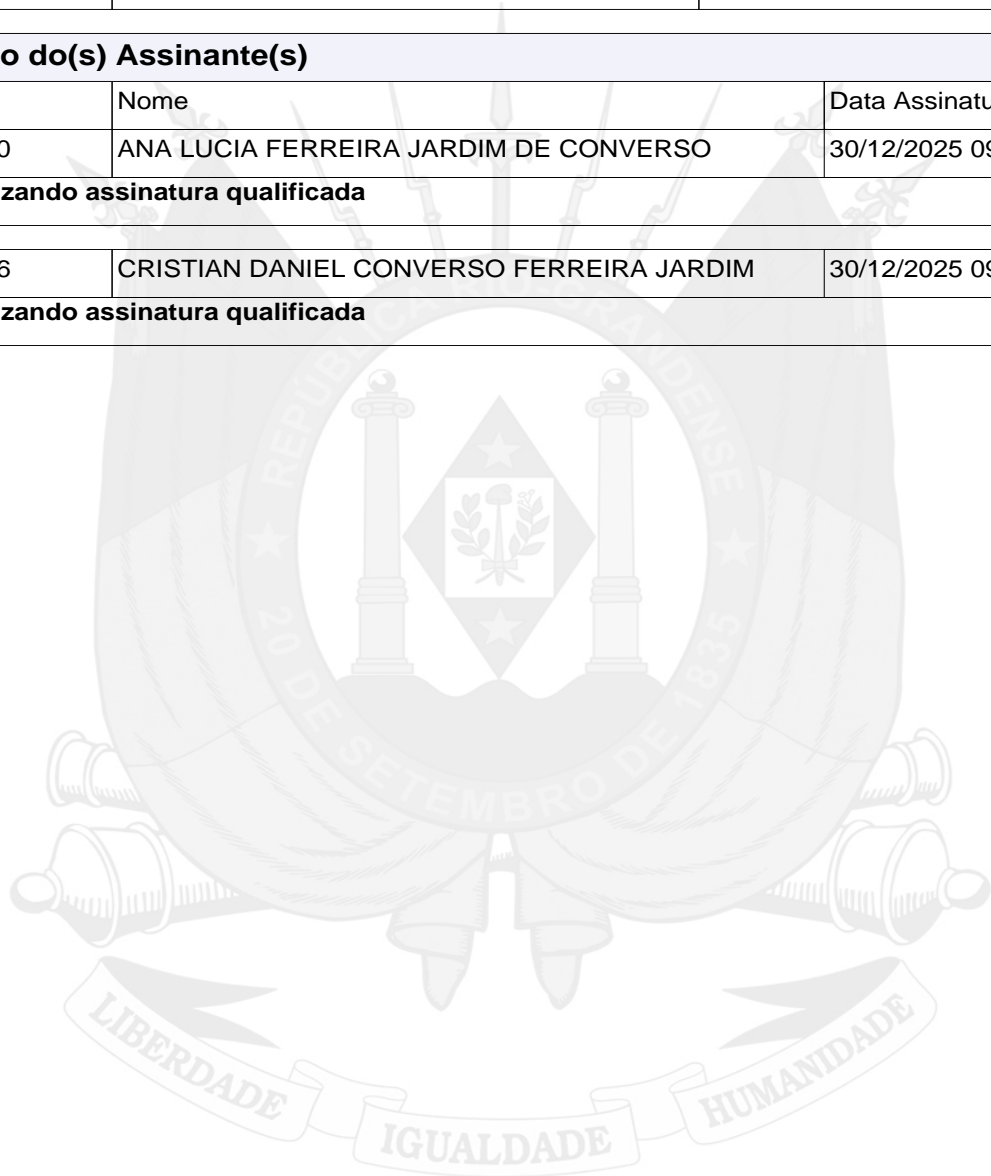 o do(s) Assinante(s)
Nome Data Assinatu
0 ANA LUCIA FERREIRA JARDIM DE CONVERSO 30/12/2025 09
zando assinatura qualificada
6 CRISTIAN DANIEL CONVERSO FERREIRA JARDIM 30/12/2025 09
zando assinatura qualificada
REPÚBLICA RIO-GRANDENSE
20 DE SETEMBRO DE 1835
LIBERDADE
IGUALDADE
HUMANIDADE